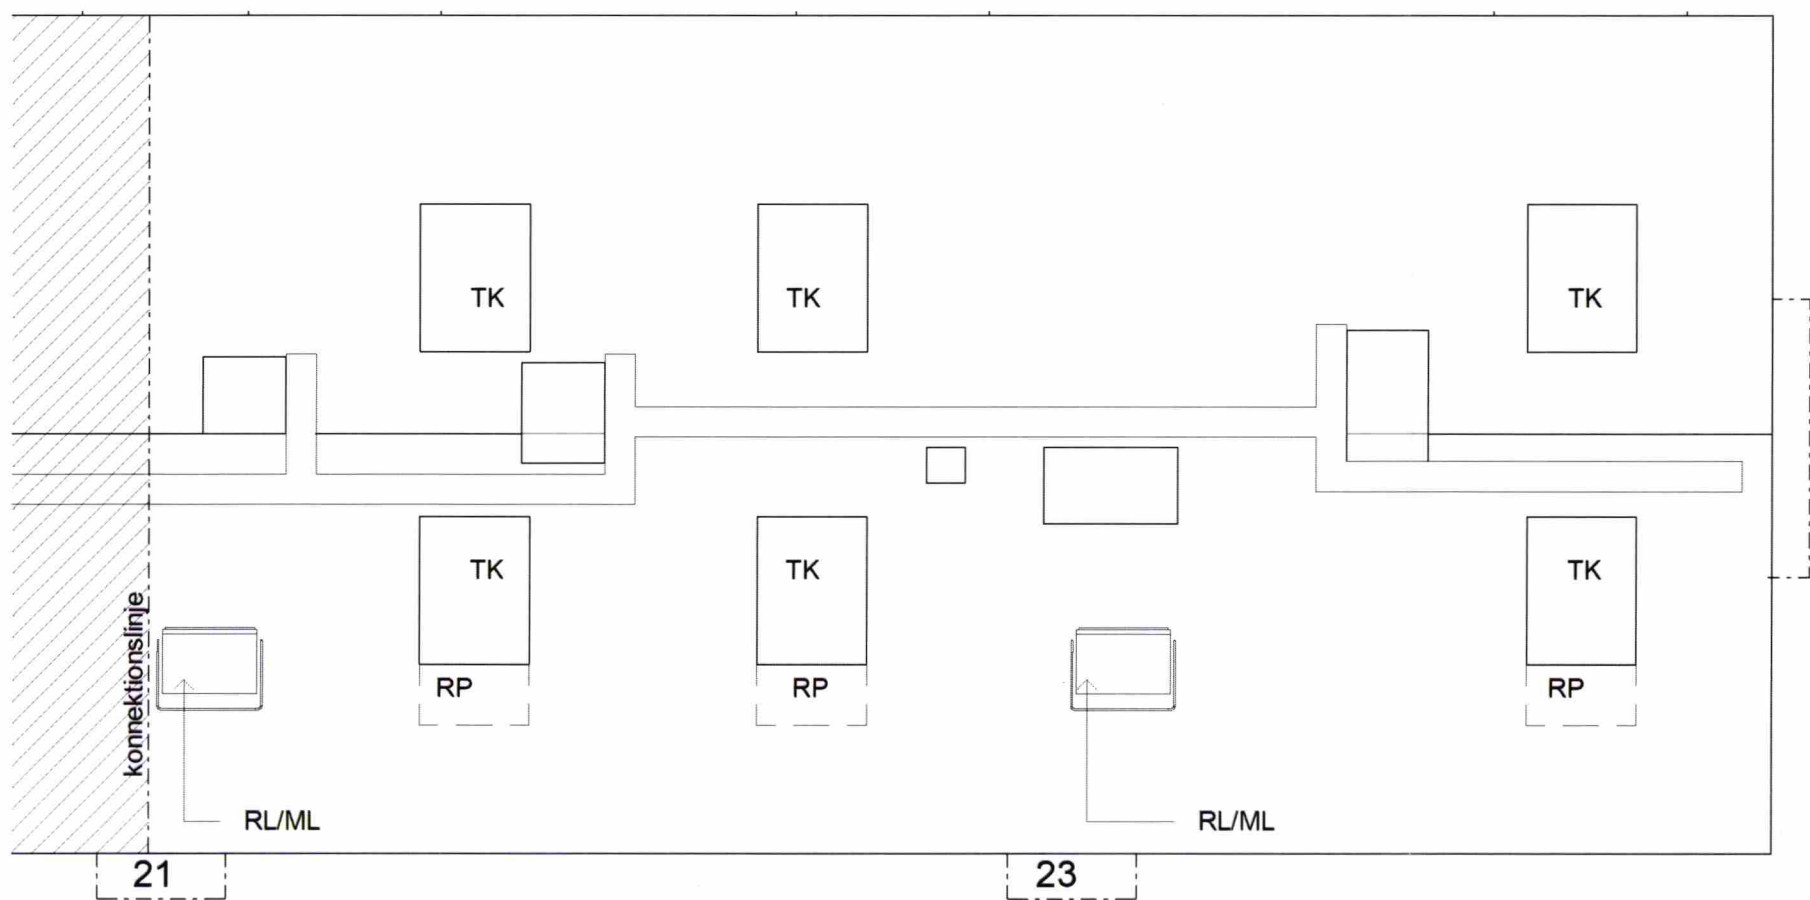 TK TK TK
TK TK TK
konnektionslinje
RP RP RP
RL/ML RL/ML
21 23